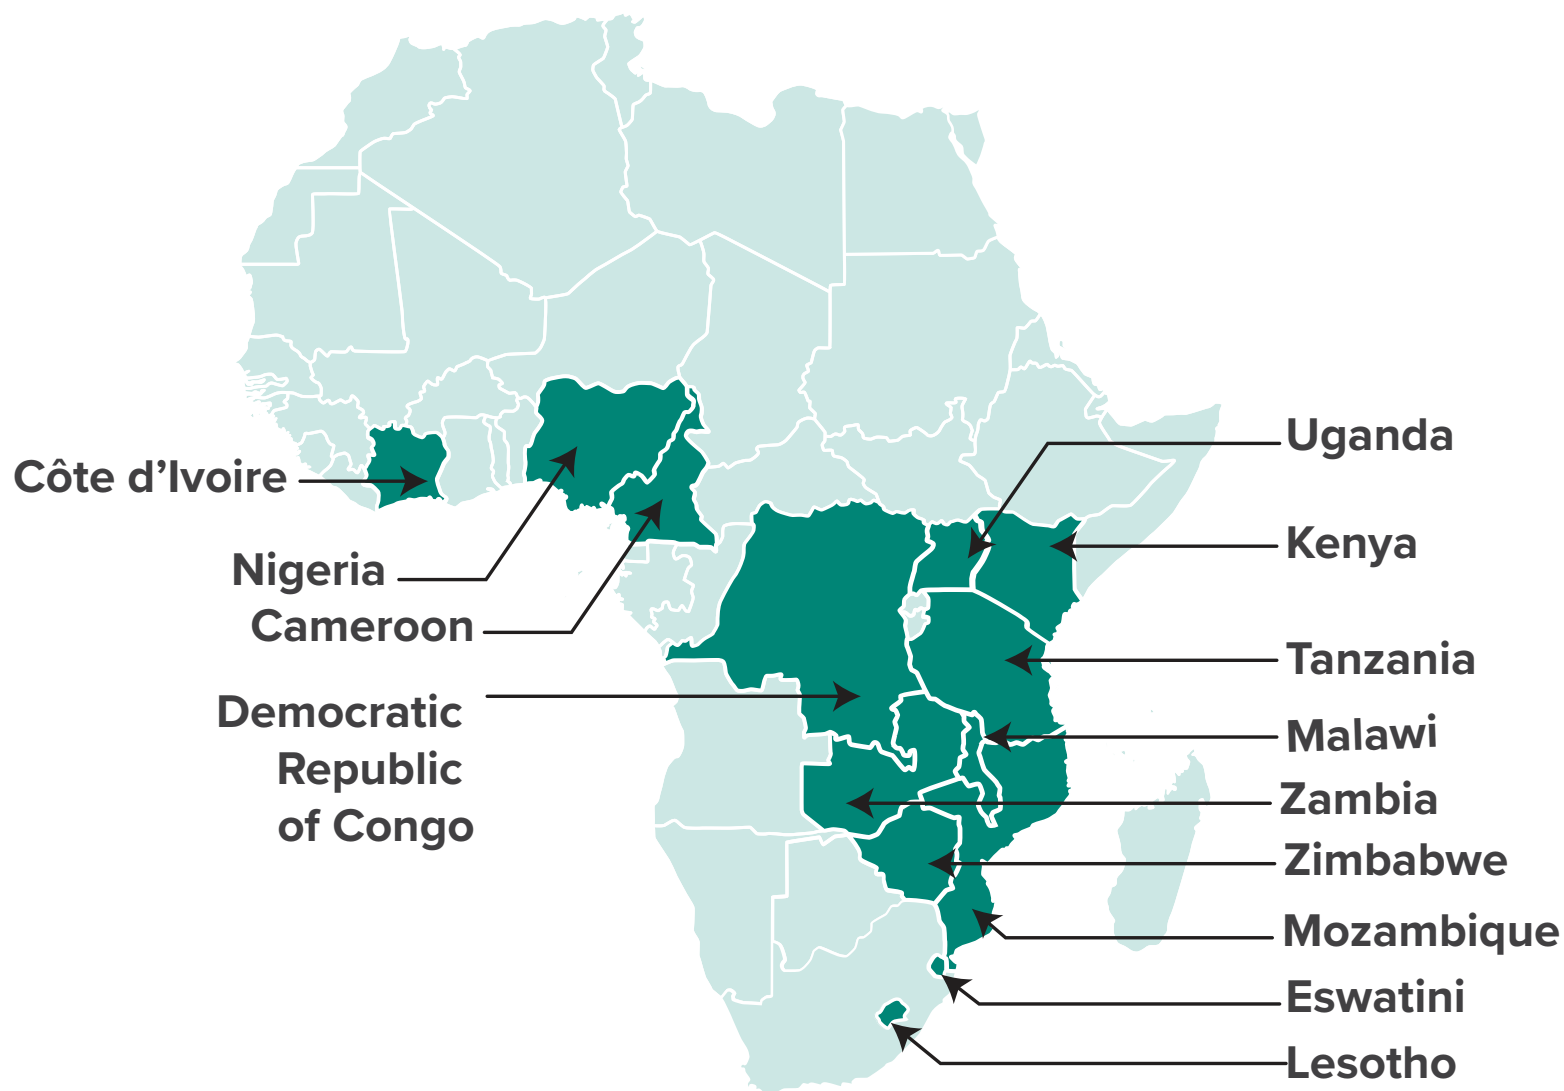 Côte d’Ivoire
Nigeria
Cameroon
Democratic
Republic
of Congo
Uganda
Kenya
Tanzania
Malawi
Zambia
Zimbabwe
Mozambique
Eswatini
Lesotho